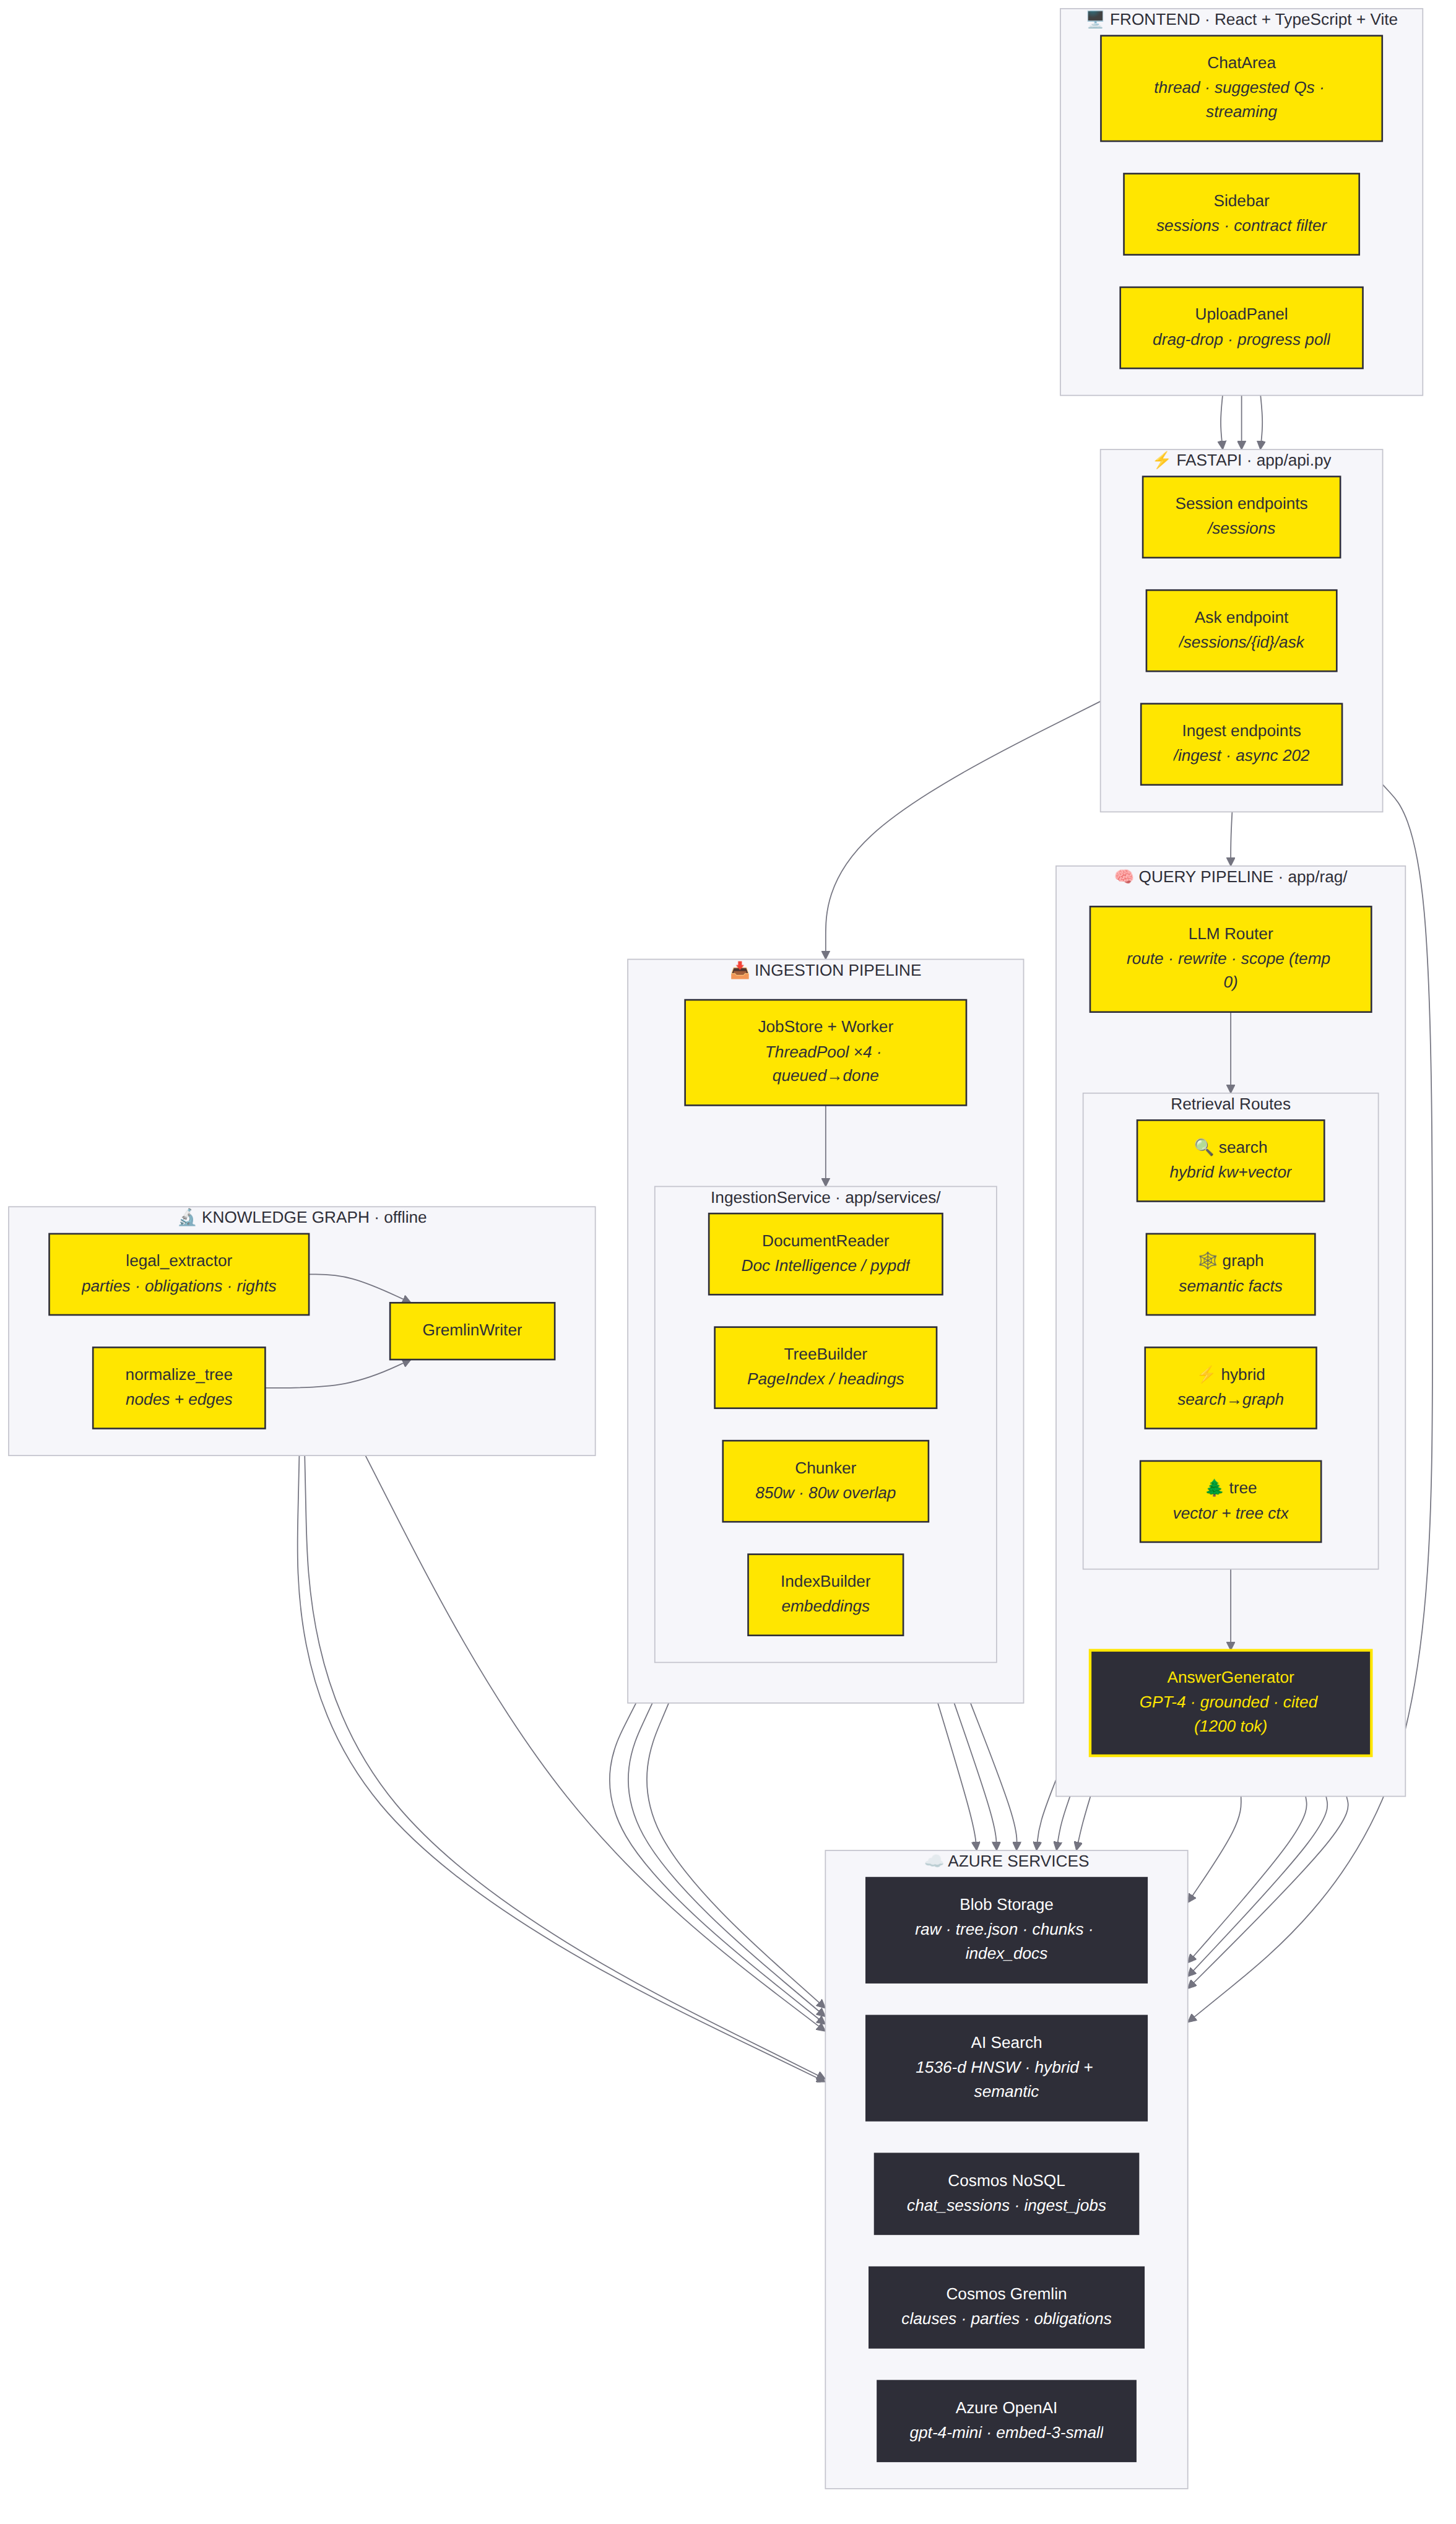 🖥️ FRONTEND · React + TypeScript + Vite
ChatArea
thread · suggested Qs ·
streaming
Sidebar
sessions · contract filter
UploadPanel
drag-drop · progress poll
⚡ FASTAPI · app/api.py
Session endpoints
/sessions
Ask endpoint
/sessions/{id}/ask
Ingest endpoints
/ingest · async 202
🧠 QUERY PIPELINE · app/rag/
LLM Router
route · rewrite · scope (temp
0)
Retrieval Routes
🔍 search
hybrid kw+vector
🕸️ graph
semantic facts
⚡ hybrid
search→graph
🌲 tree
vector + tree ctx
AnswerGenerator
GPT-4 · grounded · cited
(1200 tok)
📥 INGESTION PIPELINE
JobStore + Worker
ThreadPool ×4 ·
queued→done
IngestionService · app/services/
DocumentReader
Doc Intelligence / pypdf
TreeBuilder
PageIndex / headings
Chunker
850w · 80w overlap
IndexBuilder
embeddings
🔬 KNOWLEDGE GRAPH · offline
legal_extractor
parties · obligations · rights
normalize_tree
nodes + edges
GremlinWriter
☁️ AZURE SERVICES
Blob Storage
raw · tree.json · chunks ·
index_docs
AI Search
1536-d HNSW · hybrid +
semantic
Cosmos NoSQL
chat_sessions · ingest_jobs
Cosmos Gremlin
clauses · parties · obligations
Azure OpenAI
gpt-4-mini · embed-3-small